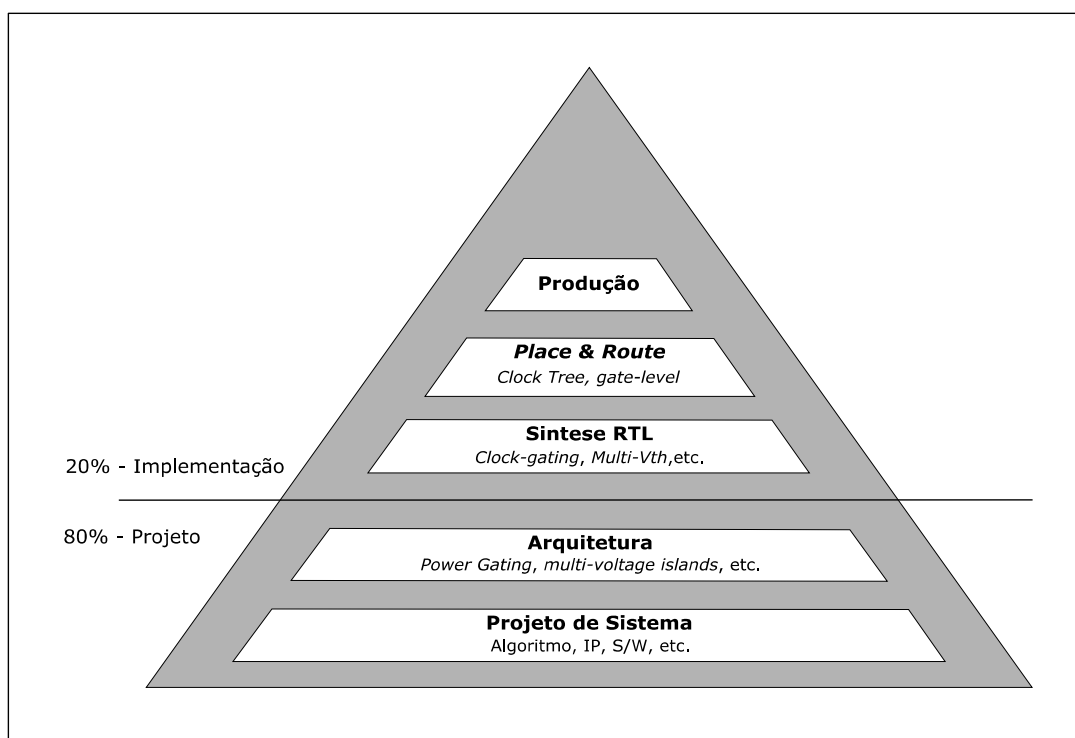 Produção
Place & Route
Clock Tree, gate-level
Sintese RTL
Clock-gating, Multi-Vth,etc.
20% - Implementação
80% - Projeto
Arquitetura
Power Gating, multi-voltage islands, etc.
Projeto de Sistema
Algoritmo, IP, S/W, etc.